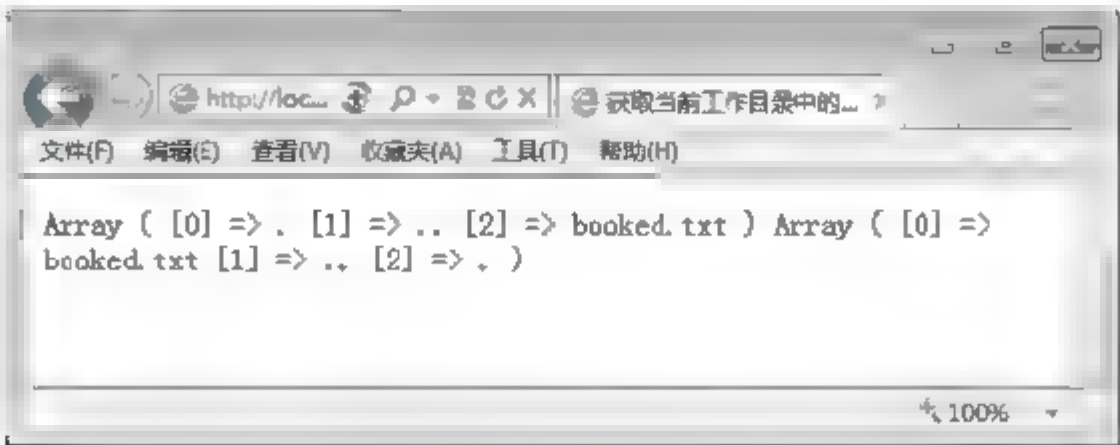 http://loc... 获取当前工作目录中的...
文件(F) 编辑(E) 查看(V) 收藏夹(A) 工具(T) 帮助(H)
Array ( [0] => . [1] => .. [2] => booked.txt ) Array ( [0] =>
booked.txt [1] => .. [2] => . )
100%